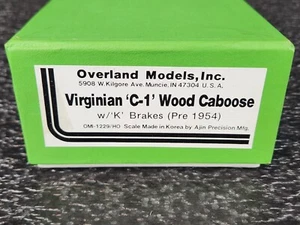 Overland Models, Inc.
5908 W. Kilgore Ave. Muncie, IN 47304 U. S. A.
Virginian 'C-1' Wood Caboose
w/'K' Brakes (Pre 1954)
OM-1229/HO Scale Made in Korea by Ajin Precision Mfg.